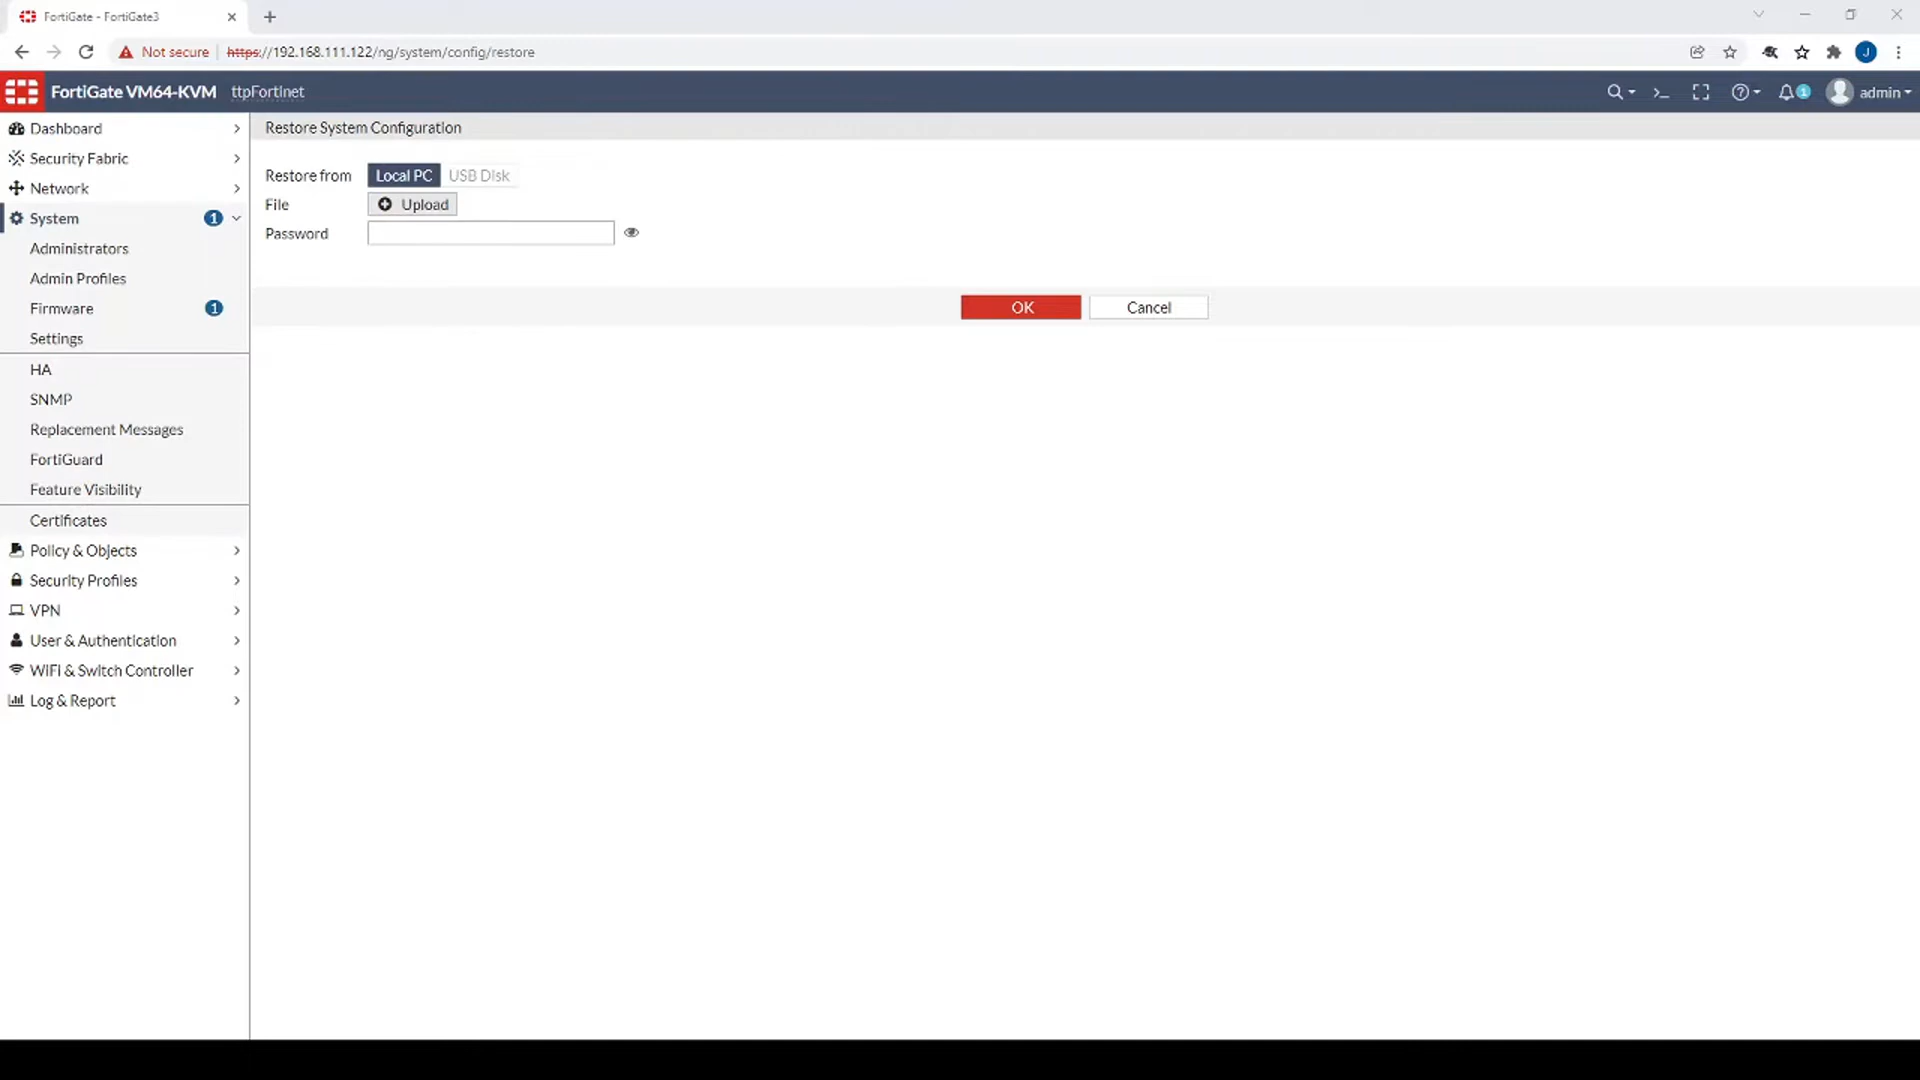 FortiGate - FortiGate3
Not secure https://192.168.111.122/ng/system/config/restore
J
FortiGate VM64-KVM ttpFortinet
1 admin
Dashboard
Security Fabric
Network
System 1
Administrators
Admin Profiles
Firmware 1
Settings
HA
SNMP
Replacement Messages
FortiGuard
Feature Visibility
Certificates
Policy & Objects
Security Profiles
VPN
User & Authentication
WiFi & Switch Controller
Log & Report
Restore System Configuration
Restore from Local PC USB Disk
File Upload
Password
OK Cancel